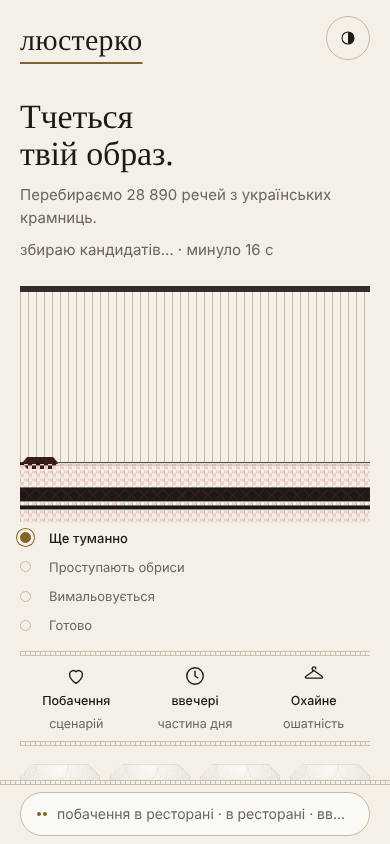 люстерко
Тчеться
твій образ.
Перебираємо 28 890 речей з українських
крамниць.
збираю кандидатів... · минуло 16 с
Ще туманно
Проступають обриси
Вимальовується
Готово
Побачення ввечері Охайне
сценарій частина дня ошатність
побачення в ресторані · в ресторані · вв...